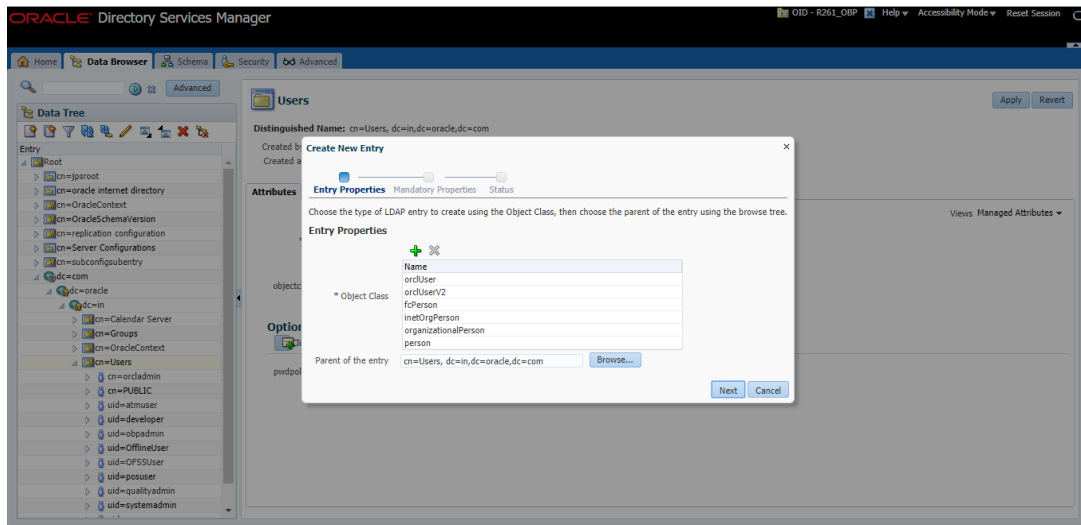 ORACLE Directory Services Manager
OID - R261_OBP Help Accessibility Mode Reset Session
Home Data Browser Schema Security Advanced
Advanced
Data Tree
Entry
Root
cn=jpsroot
cn=oracle internet directory
cn=OracleContext
cn=OracleSchemaVersion
cn=replication configuration
cn=Server Configurations
cn=subconfigsubentry
dc=com
dc=oracle
dc=in
cn=Calendar Server
cn=Groups
cn=OracleContext
cn=Users
cn=orcladmin
cn=PUBLIC
uid=atmuser
uid=developer
uid=obpadmin
uid=OfflineUser
uid=OFSSUser
uid=posuser
uid=qualityadmin
uid=systemadmin
Users
Apply Revert
Distinguished Name: cn=Users, dc=in,dc=oracle,dc=com
Created b
Created a
Attributes
Views Managed Attributes
objectc
Option
pwdpol
Create New Entry
Entry Properties Mandatory Properties Status
Choose the type of LDAP entry to create using the Object Class, then choose the parent of the entry using the browse tree.
Entry Properties
Name
orclUser
orclUserV2
* Object Class
fcPerson
inetOrgPerson
organizationalPerson
person
Parent of the entry cn=Users, dc=in,dc=oracle,dc=com Browse...
Next Cancel